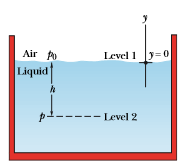 y
Air p₀ Level 1 y = 0
Liquid
h
p Level 2